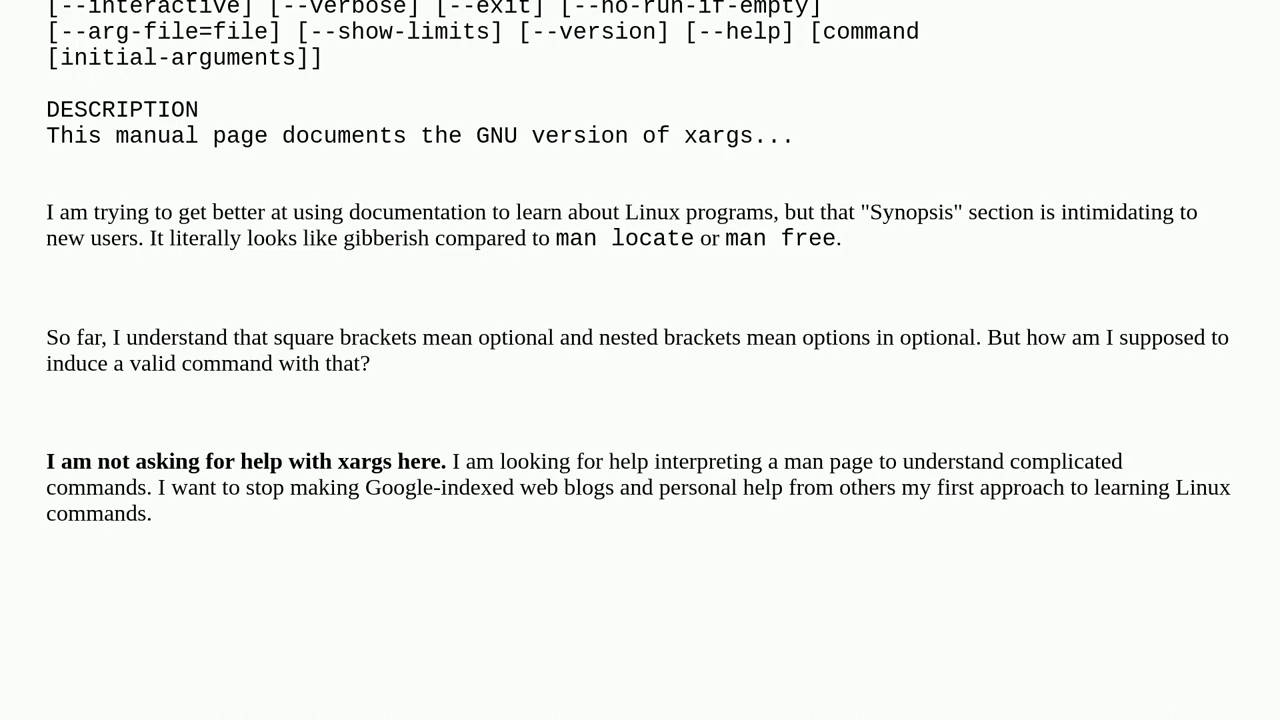 [--interactive] [--verbose] [--exit] [--no-run-if-empty]
[--arg-file=file] [--show-limits] [--version] [--help] [command
[initial-arguments]]
DESCRIPTION
This manual page documents the GNU version of xargs...
I am trying to get better at using documentation to learn about Linux programs, but that "Synopsis" section is intimidating to
new users. It literally looks like gibberish compared to man locate or man free.
So far, I understand that square brackets mean optional and nested brackets mean options in optional. But how am I supposed to
induce a valid command with that?
I am not asking for help with xargs here. I am looking for help interpreting a man page to understand complicated
commands. I want to stop making Google-indexed web blogs and personal help from others my first approach to learning Linux
commands.